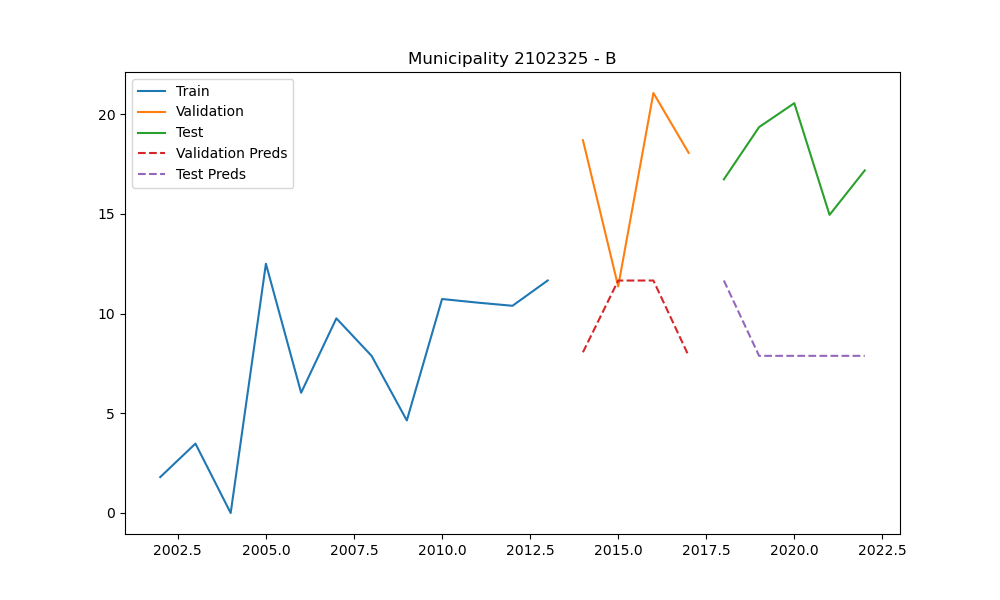 Municipality 2102325 - B
Train
Validation
Test
Validation Preds
Test Preds
20
15
10
5
0
2002.5 2005.0 2007.5 2010.0 2012.5 2015.0 2017.5 2020.0 2022.5